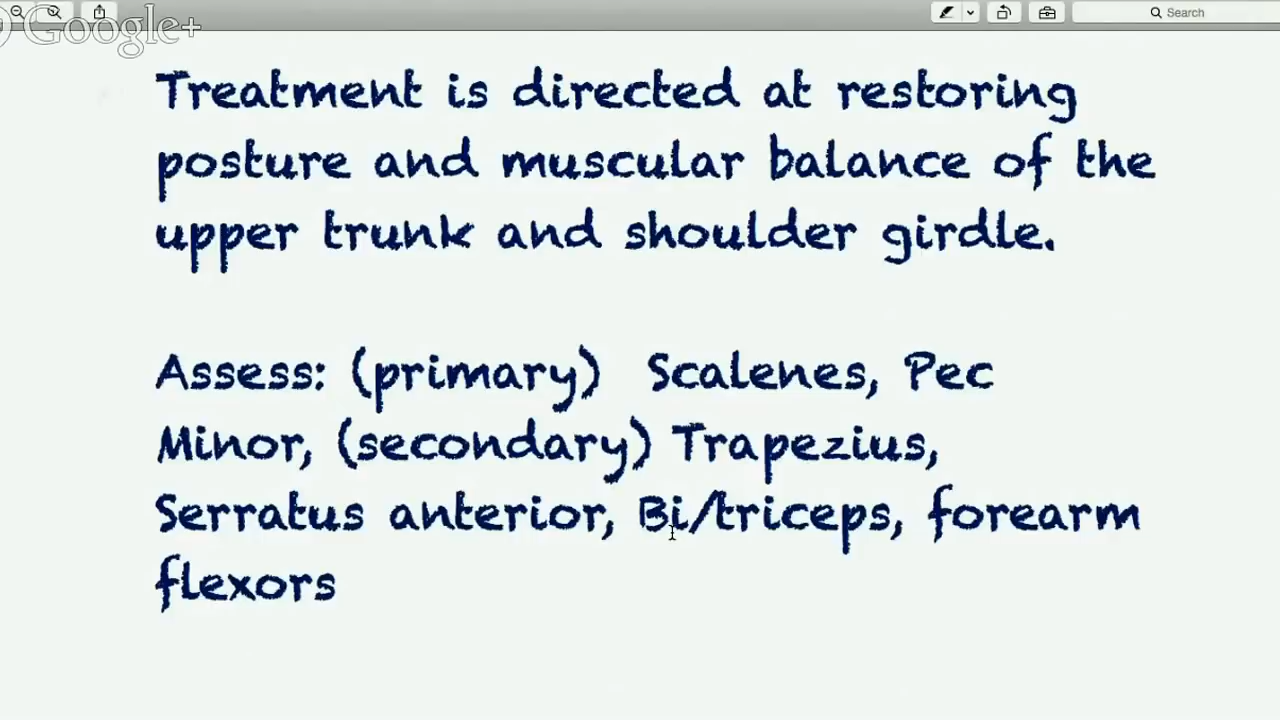 Search
Google+
Treatment is directed at restoring
posture and muscular balance of the
upper trunk and shoulder girdle.
Assess: (primary) Scalenes, Pec
Minor, (secondary) Trapezius,
Serratus anterior, Bi/triceps, forearm
flexors